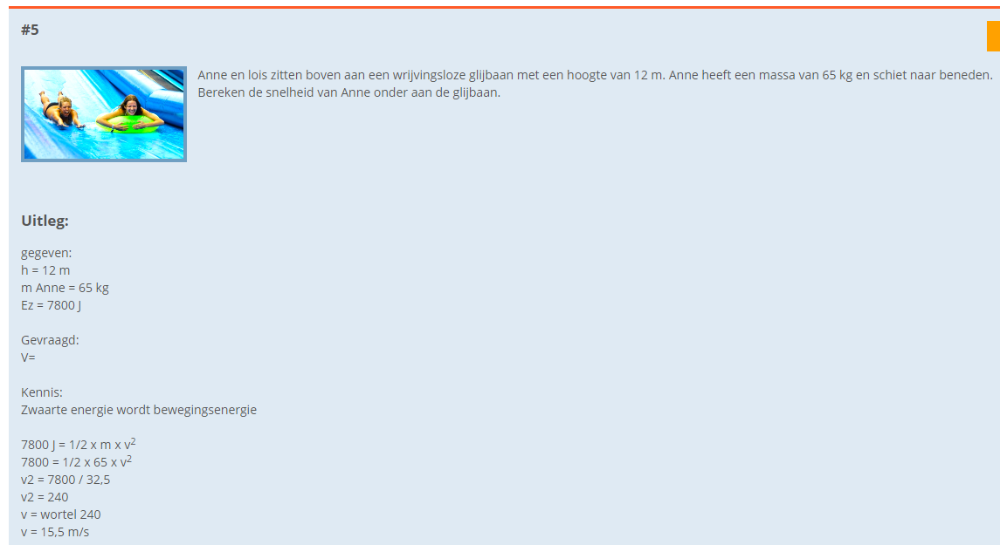 #5
Anne en lois zitten boven aan een wrijvingsloze glijbaan met een hoogte van 12 m. Anne heeft een massa van 65 kg en schiet naar beneden.
Bereken de snelheid van Anne onder aan de glijbaan.
Uitleg:
gegeven:
h = 12 m
m Anne = 65 kg
Ez = 7800 J
Gevraagd:
V=
Kennis:
Zwaarte energie wordt bewegingsenergie
7800 J = 1/2 x m x v²
7800 = 1/2 x 65 x v²
v2 = 7800 / 32,5
v2 = 240
v = wortel 240
v = 15,5 m/s